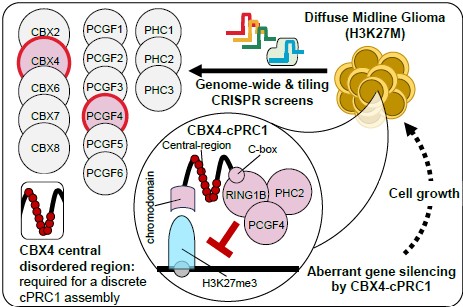 CBX2
CBX4
CBX6
CBX7
CBX8
PCGF1
PCGF2
PCGF3
PCGF4
PCGF5
PCGF6
PHC1
PHC2
PHC3
Genome-wide & tiling
CRISPR screens
Diffuse Midline Glioma
(H3K27M)
CBX4-cPRC1
Central-region
C-box
chromodomain
RING1B
PHC2
PCGF4
H3K27me3
Cell growth
Aberrant gene silencing
by CBX4-cPRC1
CBX4 central
disordered region:
required for a discrete
cPRC1 assembly